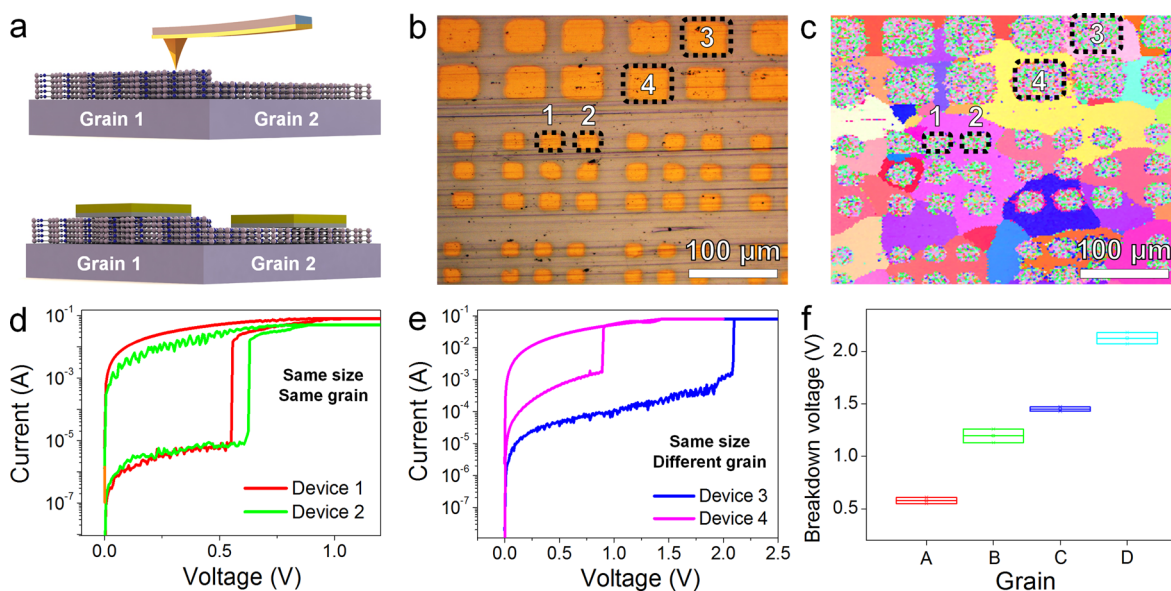 a
Grain 1
Grain 2
Grain 1
Grain 2
b
3
4
1
2
100 μm
c
3
4
1
2
100 μm
d
Current (A)
10⁻¹
10⁻³
10⁻⁵
10⁻⁷
Same size
Same grain
Device 1
Device 2
0.0
0.5
1.0
Voltage (V)
e
Current (A)
10⁻¹
10⁻²
10⁻³
10⁻⁴
10⁻⁵
10⁻⁶
10⁻⁷
Same size
Different grain
Device 3
Device 4
0.0
0.5
1.0
1.5
2.0
2.5
Voltage (V)
f
Breakdown voltage (V)
2.0
1.5
1.0
0.5
A
B
C
D
Grain